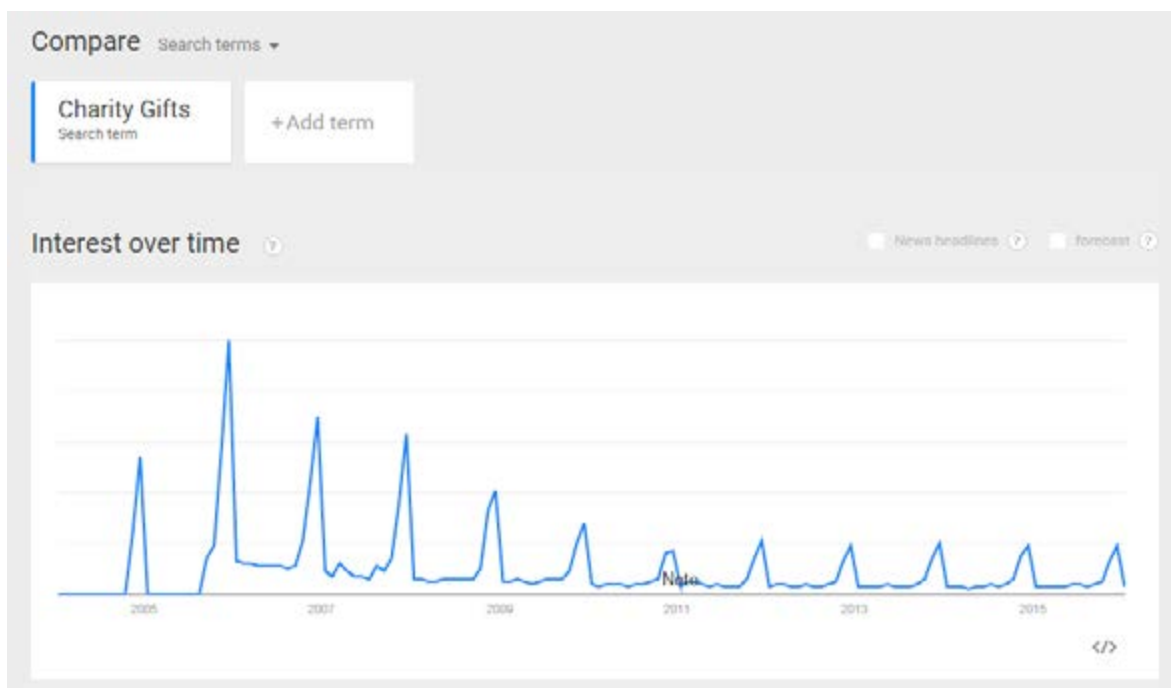 Compare Search terms
Charity Gifts
Search term
+Add term
Interest over time ?
News headlines ? forecast ?
Note
2005 2007 2009 2011 2013 2015
</>